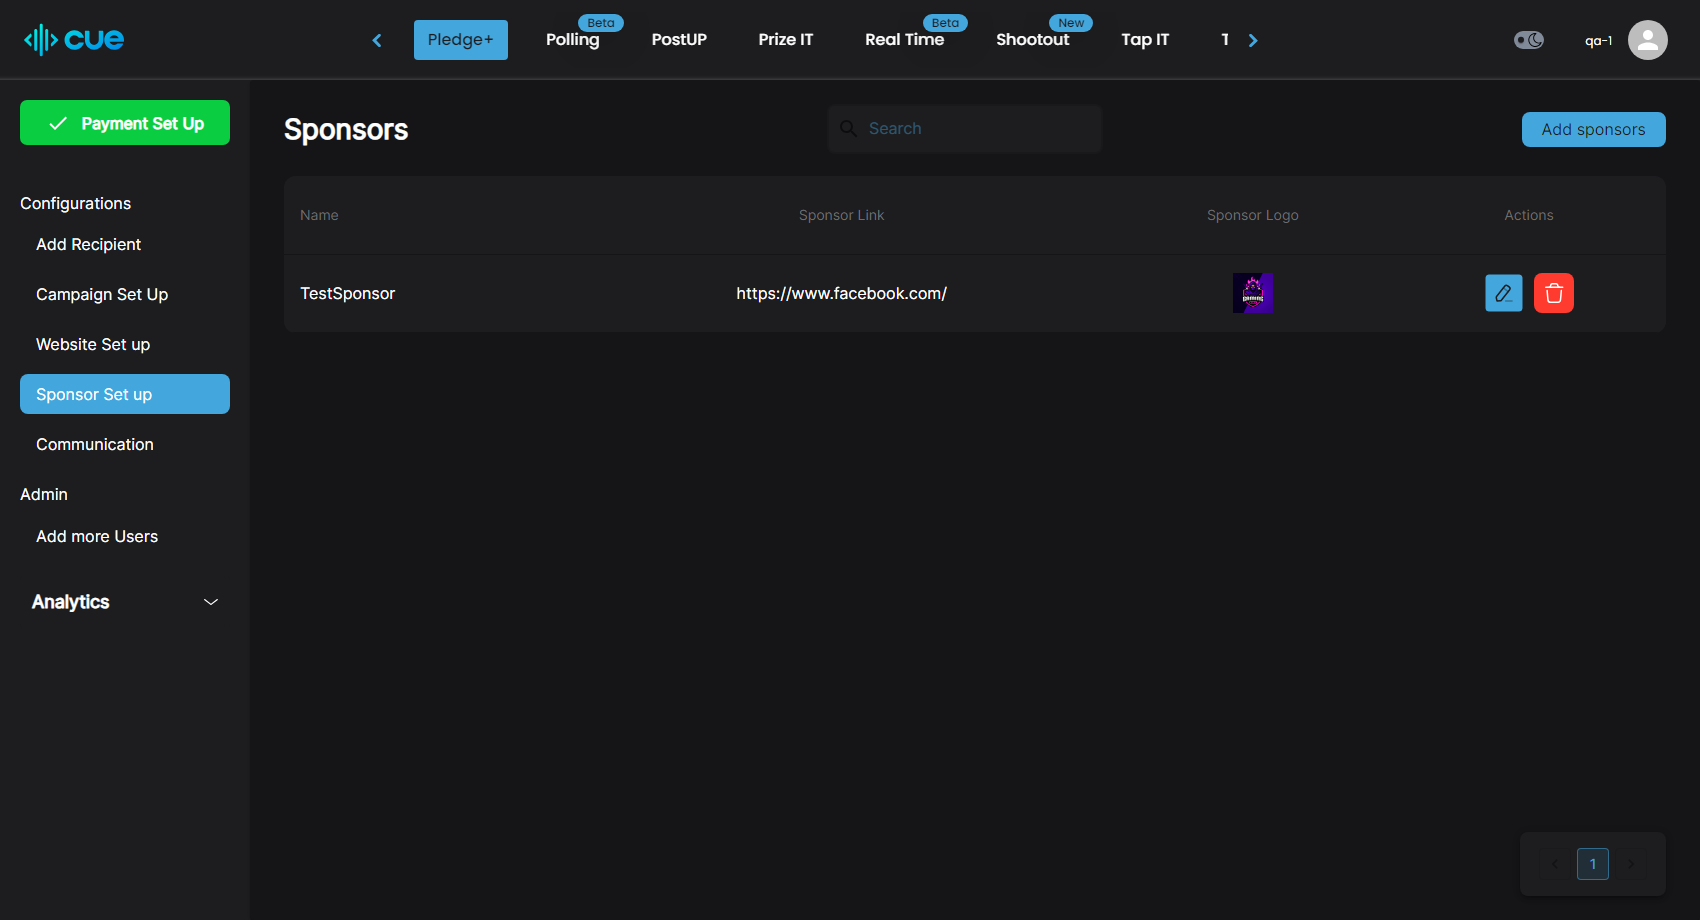 cue
Pledge+
Polling
Beta
PostUP
Prize IT
Real Time
Beta
Shootout
New
Tap IT
qa-1
Payment Set Up
Configurations
Add Recipient
Campaign Set Up
Website Set up
Sponsor Set up
Communication
Admin
Add more Users
Analytics
Sponsors
Search
Add sponsors
Name Sponsor Link Sponsor Logo Actions
TestSponsor https://www.facebook.com/
GAMING
1